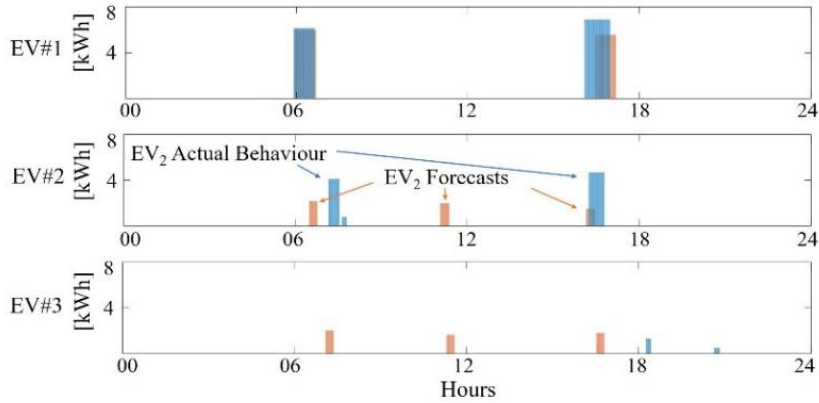 EV#1
[kWh]
8
4
00 06 12 18 24
EV#2
[kWh]
8
4
EV2 Actual Behaviour
EV2 Forecasts
00 06 12 18 24
EV#3
[kWh]
8
4
00 06 12 18 24
Hours